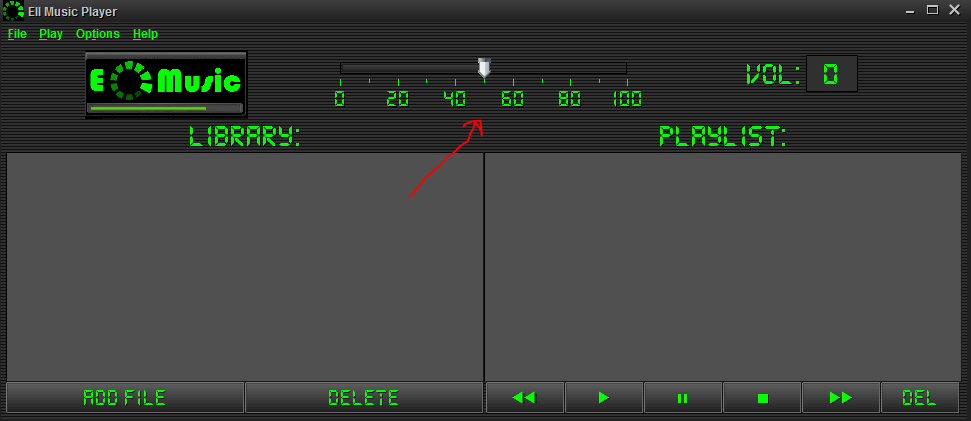 Ell Music Player
File Play Options Help
E Music
0 20 40 60 80 100
VOL: 0
LIBRARY:
PLAYLIST:
ADD FILE
DELETE
DEL